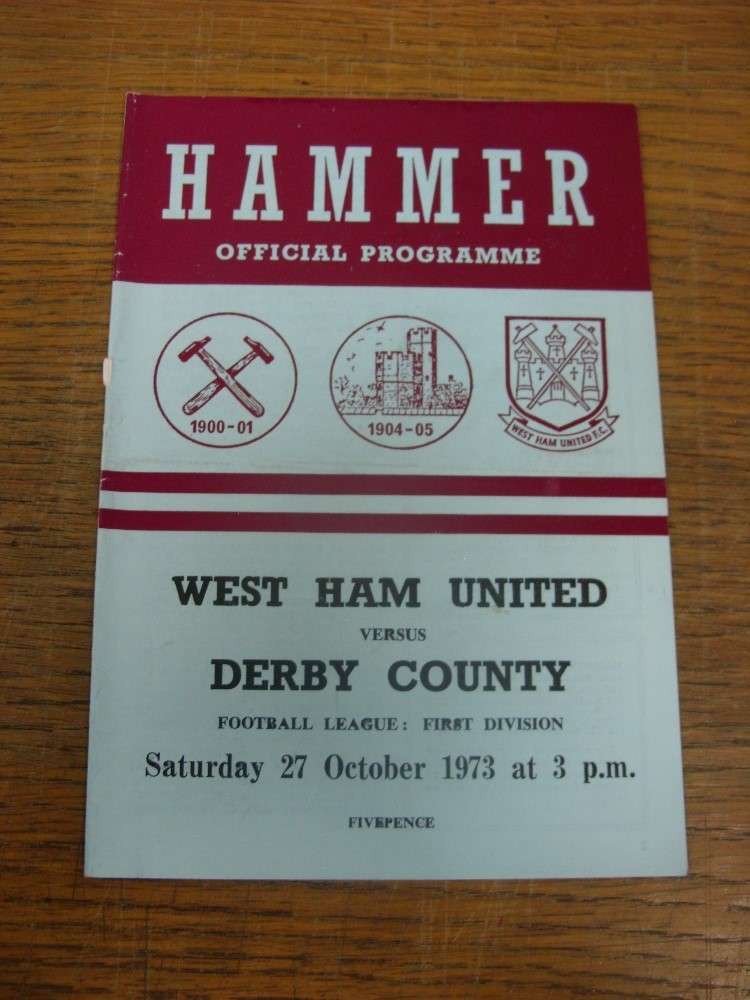 HAMMER
OFFICIAL PROGRAMME
1900-01
1904-05
WEST HAM UNITED F.C.
WEST HAM UNITED
VERSUS
DERBY COUNTY
FOOTBALL LEAGUE: FIRST DIVISION
Saturday 27 October 1973 at 3 p.m.
FIVEPENCE